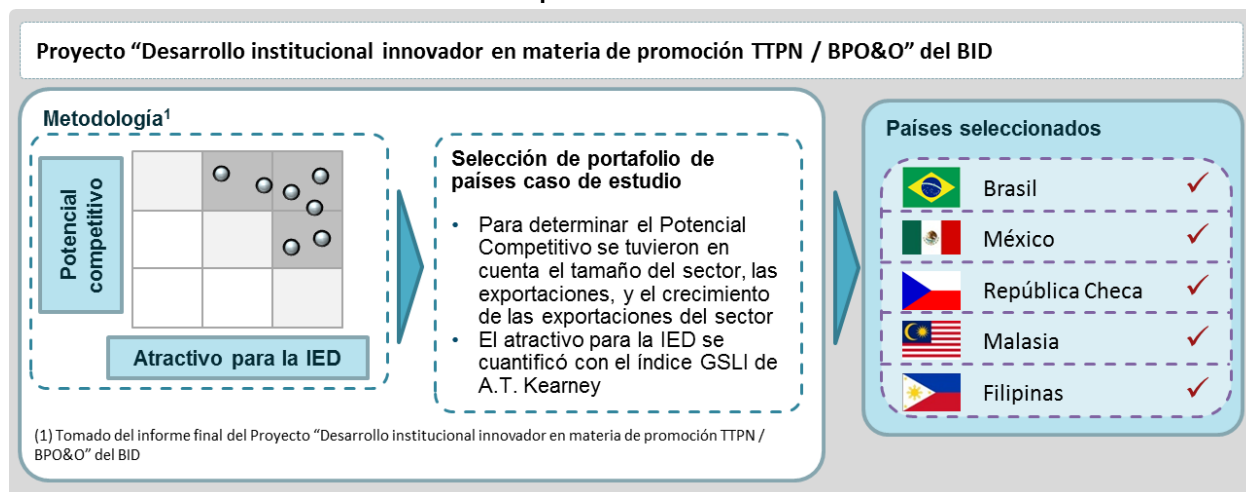 Proyecto “Desarrollo institucional innovador en materia de promoción TTPN / BPO&O” del BID
Metodología¹
Potencial
competitivo
Atractivo para la IED
Selección de portafolio de
países caso de estudio
• Para determinar el Potencial
Competitivo se tuvieron en
cuenta el tamaño del sector, las
exportaciones, y el crecimiento
de las exportaciones del sector
• El atractivo para la IED se
cuantificó con el índice GSLI de
A.T. Kearney
(1) Tomado del informe final del Proyecto “Desarrollo institucional innovador en materia de promoción TTPN /
BPO&O” del BID
Países seleccionados
Brasil
México
República Checa
Malasia
Filipinas